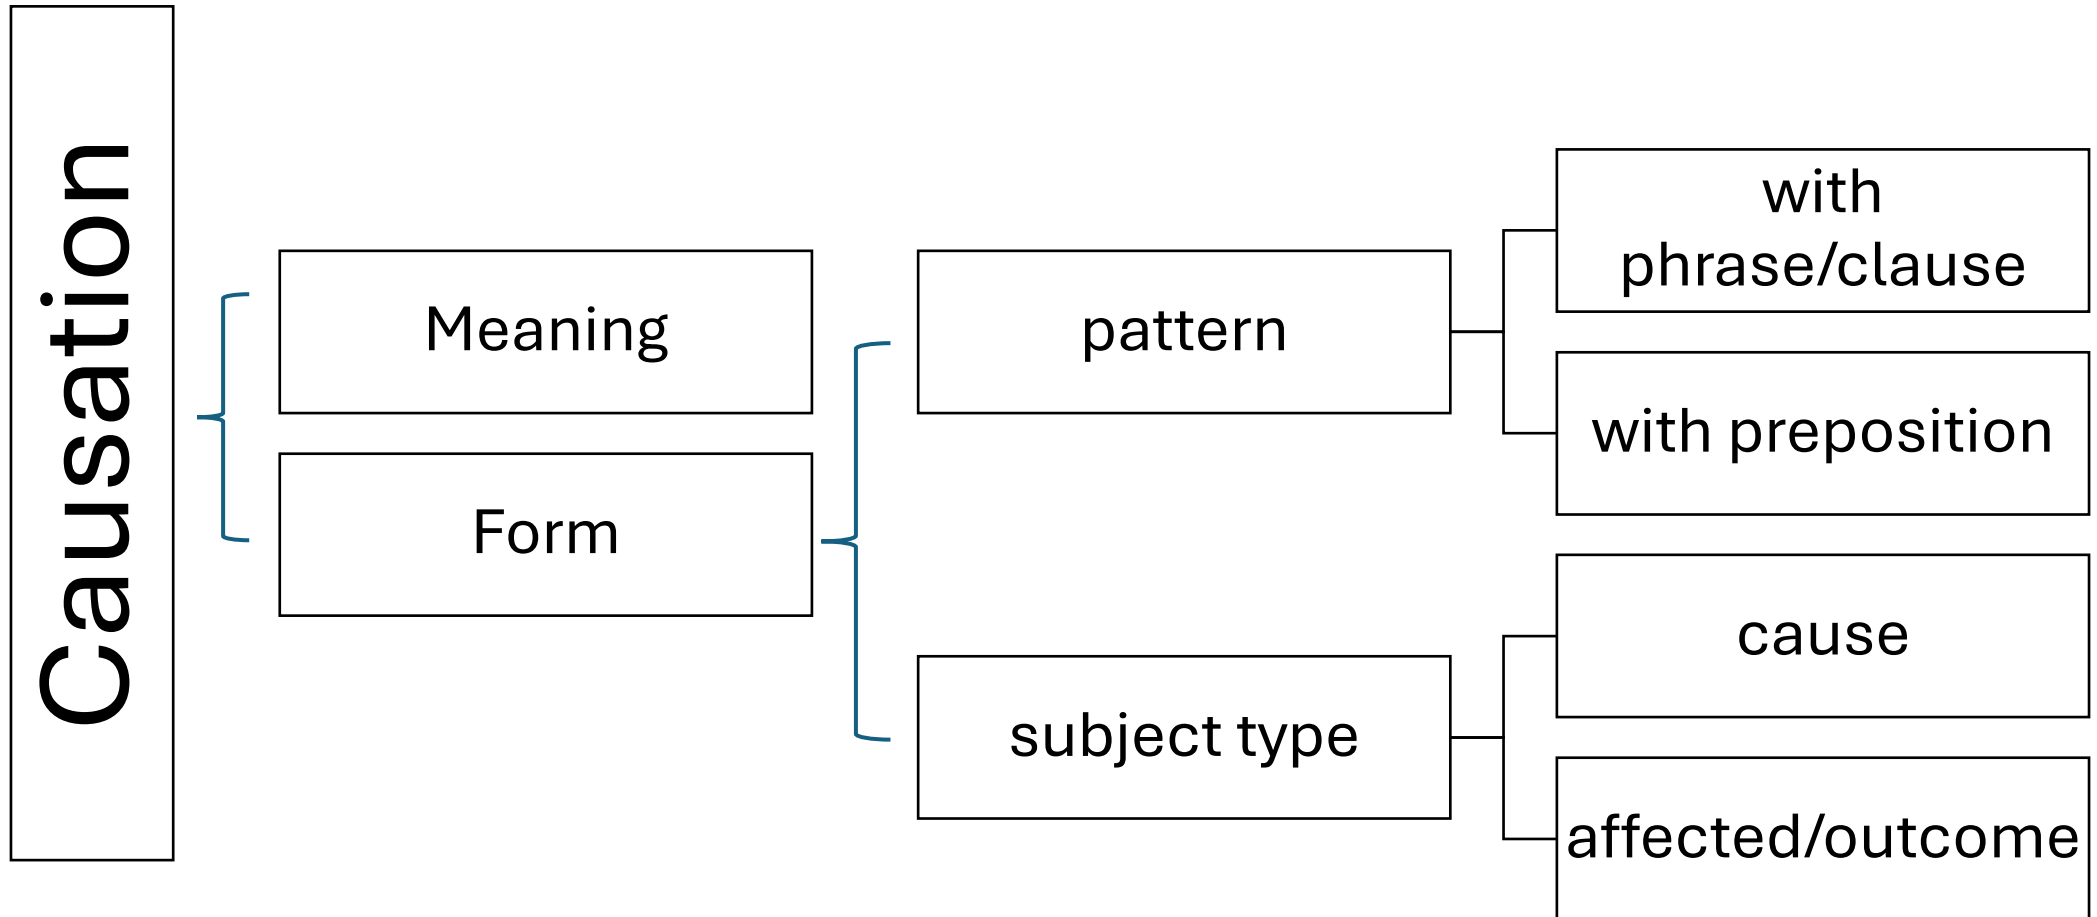 Causation
Meaning
Form
pattern
subject type
with
phrase/clause
with preposition
cause
affected/outcome